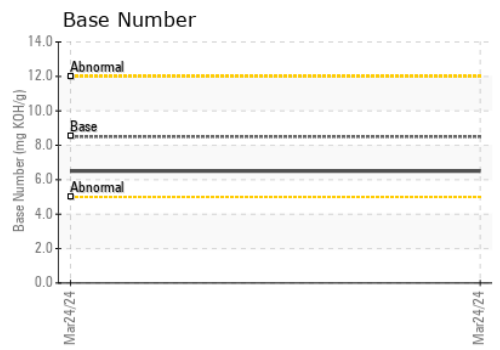 Base Number
Base Number (mg KOH/g)
14.0
Abnormal
12.0
10.0
Base
8.0
6.0
Abnormal
4.0
2.0
0.0
Mar24/24
Mar24/24